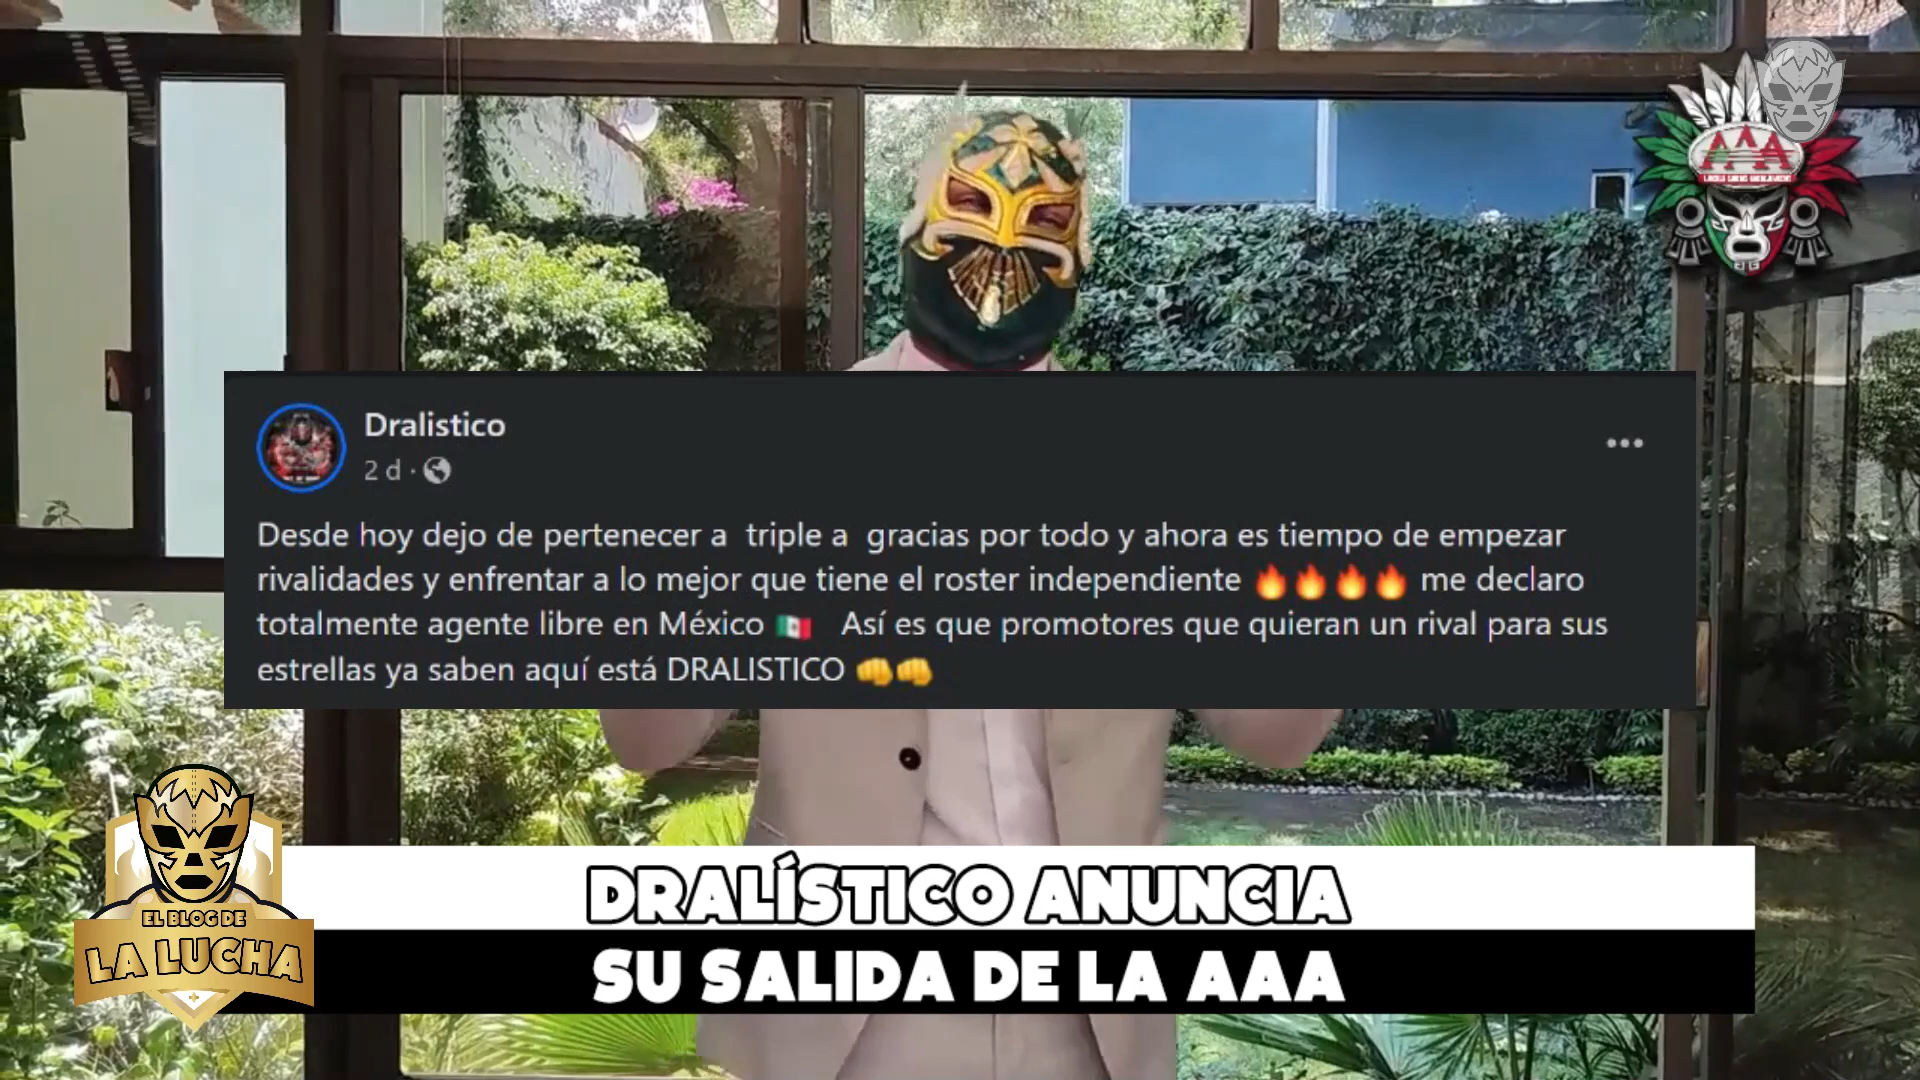 AAA
Dralistico
2 d ·
Desde hoy dejo de pertenecer a triple a gracias por todo y ahora es tiempo de empezar
rivalidades y enfrentar a lo mejor que tiene el roster independiente 🔥🔥🔥🔥 me declaro
totalmente agente libre en México 🇲🇽 Así es que promotores que quieran un rival para sus
estrellas ya saben aquí está DRALISTICO 👊👊
DRALÍSTICO ANUNCIA
SU SALIDA DE LA AAA
EL BLOG DE
LA LUCHA